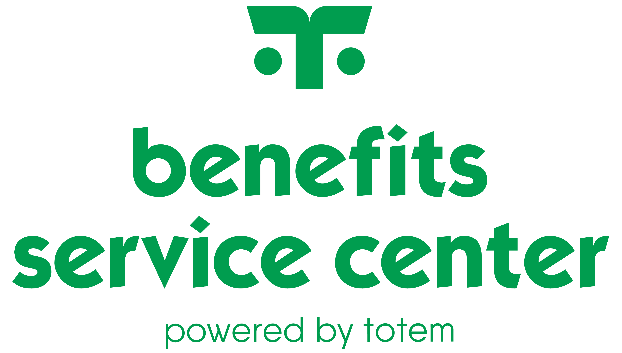 benefits
service center
powered by totem